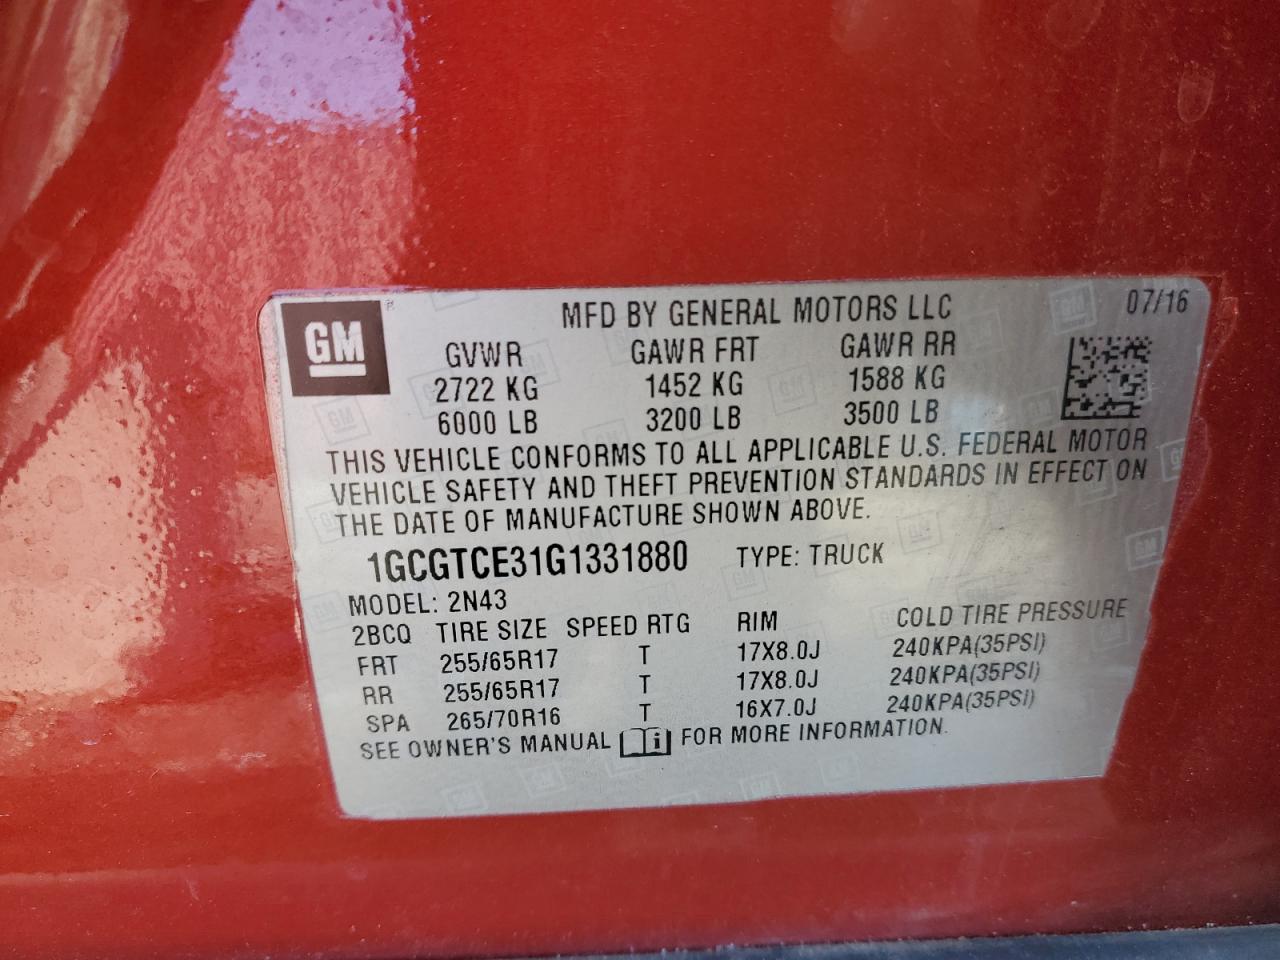 GM
MFD BY GENERAL MOTORS LLC 07/16
GVWR GAWR FRT GAWR RR
2722 KG 1452 KG 1588 KG
6000 LB 3200 LB 3500 LB
THIS VEHICLE CONFORMS TO ALL APPLICABLE U.S. FEDERAL MOTOR
VEHICLE SAFETY AND THEFT PREVENTION STANDARDS IN EFFECT ON
THE DATE OF MANUFACTURE SHOWN ABOVE.
1GCGTCE31G1331880 TYPE: TRUCK
MODEL: 2N43
2BCQ TIRE SIZE SPEED RTG RIM COLD TIRE PRESSURE
FRT 255/65R17 T 17X8.0J 240KPA(35PSI)
RR 255/65R17 T 17X8.0J 240KPA(35PSI)
SPA 265/70R16 T 16X7.0J 240KPA(35PSI)
SEE OWNER'S MANUAL i FOR MORE INFORMATION.